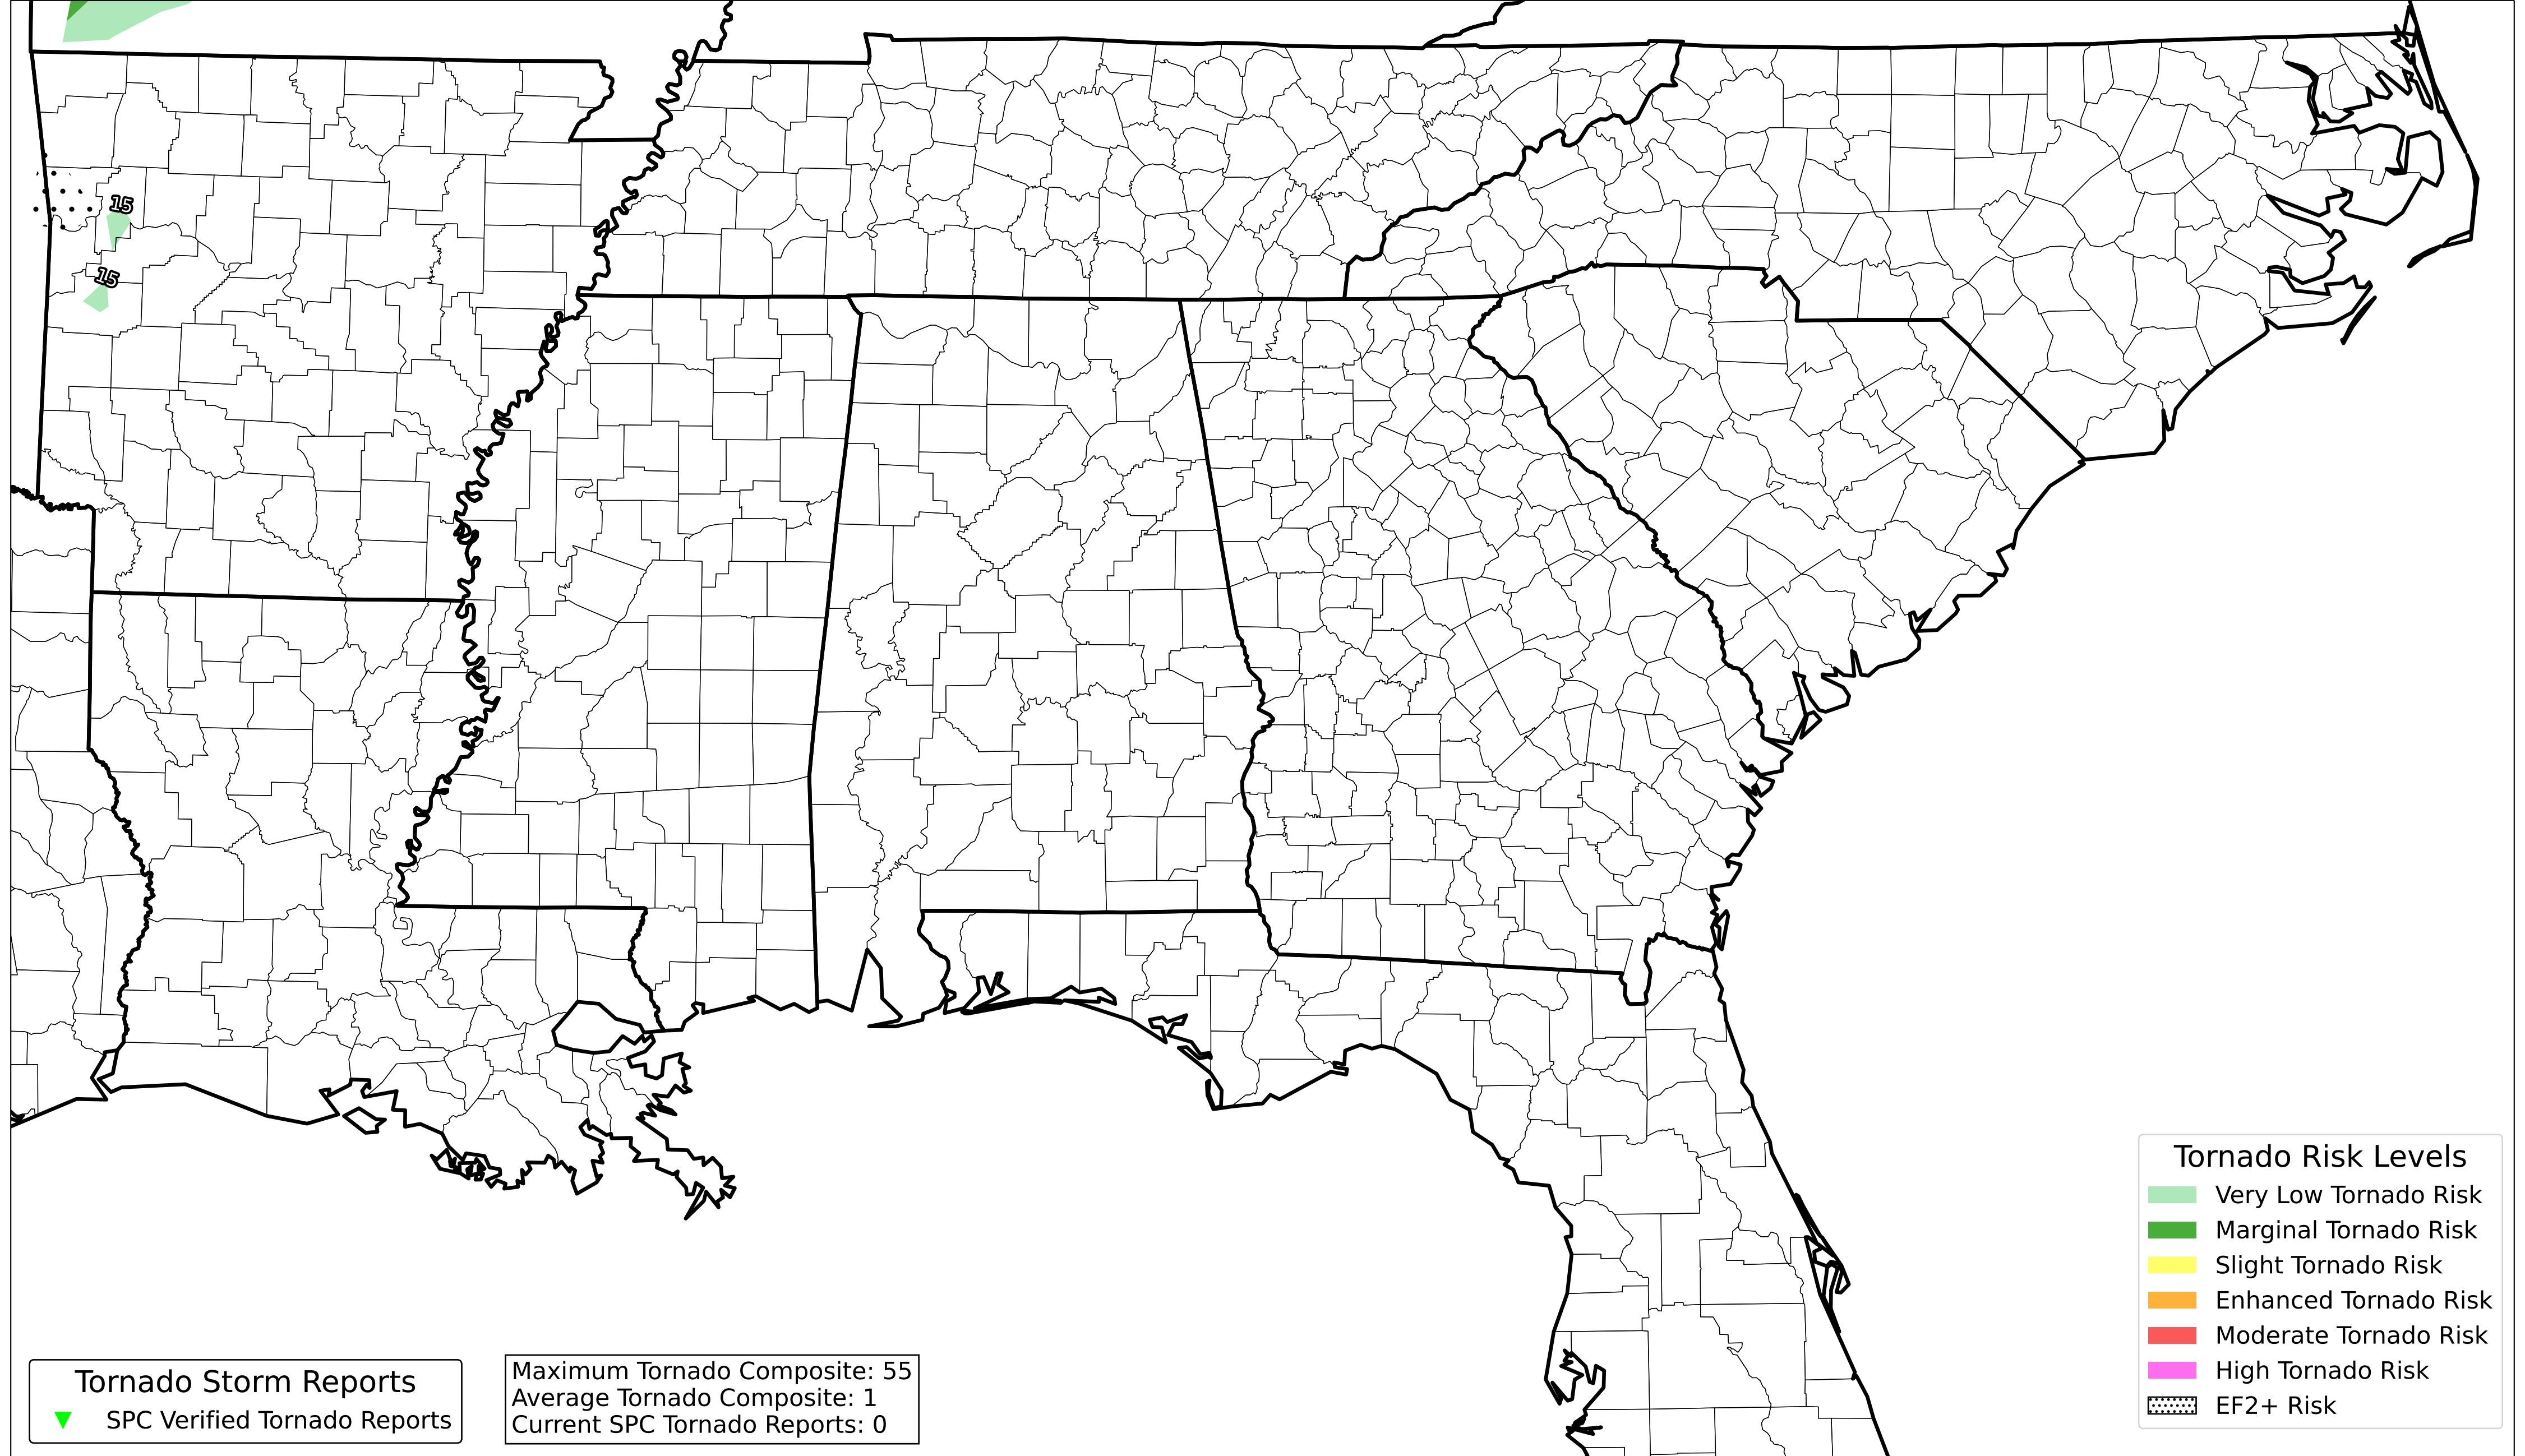 15
15
Tornado Risk Levels
Very Low Tornado Risk
Marginal Tornado Risk
Slight Tornado Risk
Enhanced Tornado Risk
Moderate Tornado Risk
High Tornado Risk
EF2+ Risk
Tornado Storm Reports
SPC Verified Tornado Reports
Maximum Tornado Composite: 55
Average Tornado Composite: 1
Current SPC Tornado Reports: 0